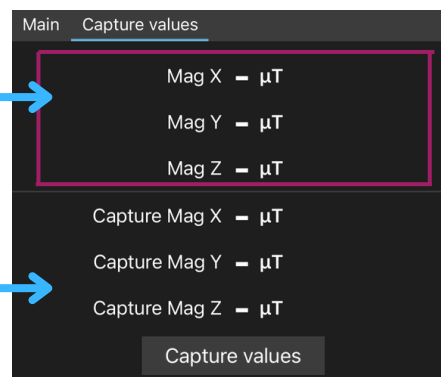 Main Capture values
Mag X – µT
Mag Y – µT
Mag Z – µT
Capture Mag X – µT
Capture Mag Y – µT
Capture Mag Z – µT
Capture values